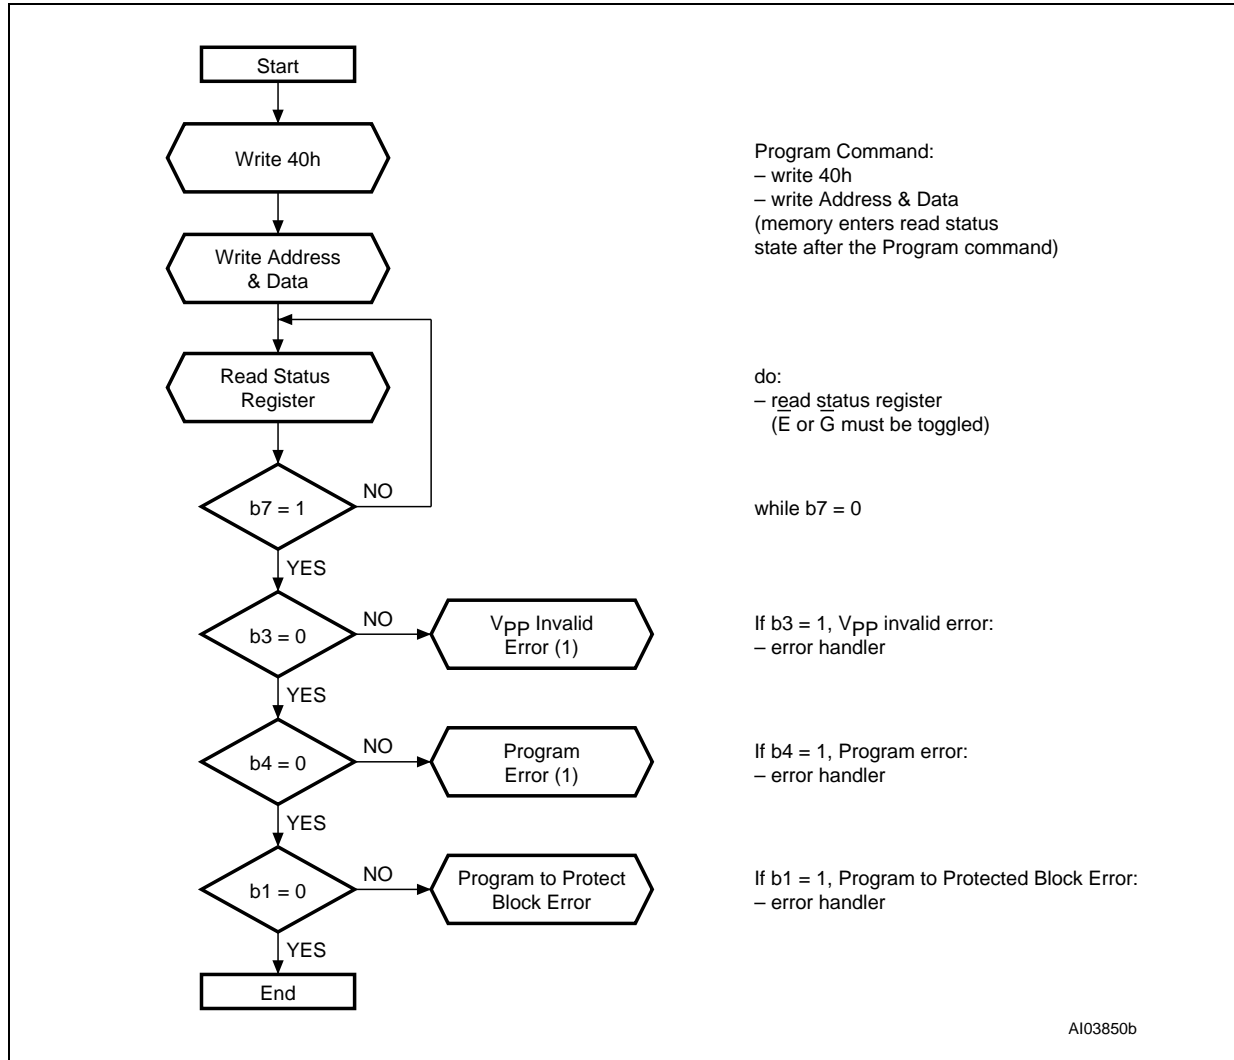 Start
Write 40h
Program Command:
– write 40h
– write Address & Data
(memory enters read status
state after the Program command)
Write Address
& Data
Read Status
Register
do:
– read status register
(E̅ or G̅ must be toggled)
b7 = 1
NO
while b7 = 0
YES
b3 = 0
NO
VPP Invalid
Error (1)
If b3 = 1, VPP invalid error:
– error handler
YES
b4 = 0
NO
Program
Error (1)
If b4 = 1, Program error:
– error handler
YES
b1 = 0
NO
Program to Protect
Block Error
If b1 = 1, Program to Protected Block Error:
– error handler
YES
End
AI03850b